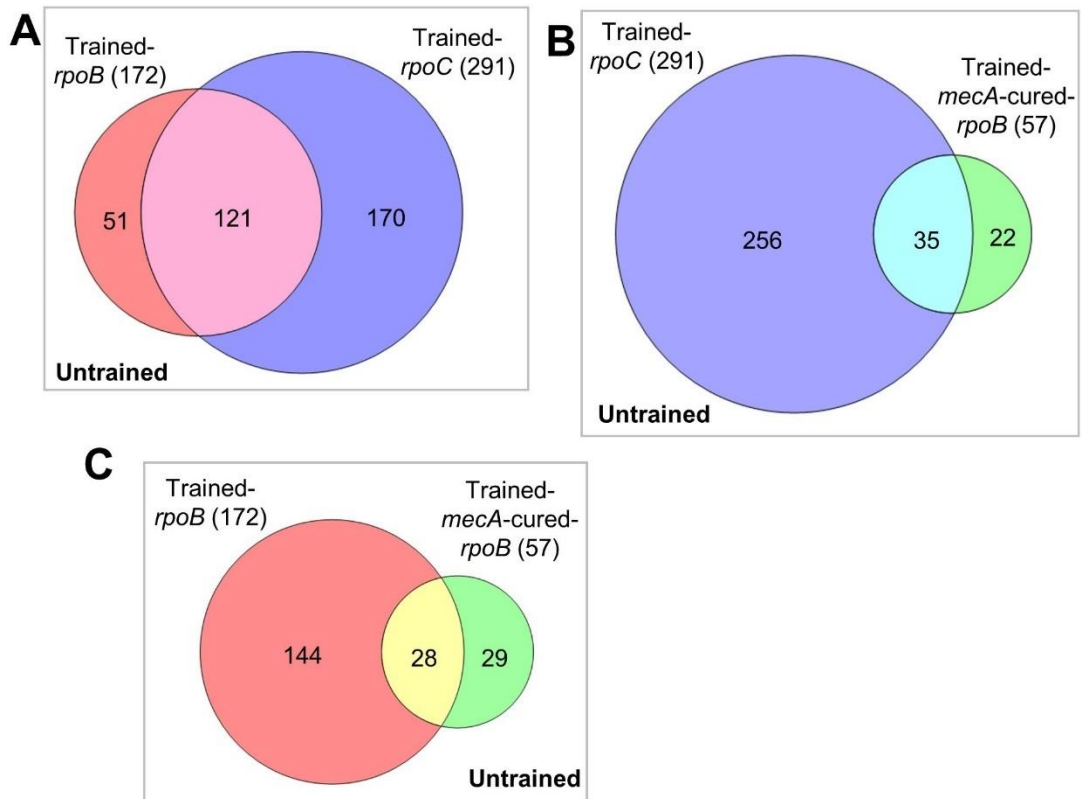 A
Trained-
rpoB (172)
Trained-
rpoC (291)
51
121
170
Untrained
B
Trained-
rpoC (291)
Trained-
mecA-cured-
rpoB (57)
256
35
22
Untrained
C
Trained-
rpoB (172)
Trained-
mecA-cured-
rpoB (57)
144
28
29
Untrained